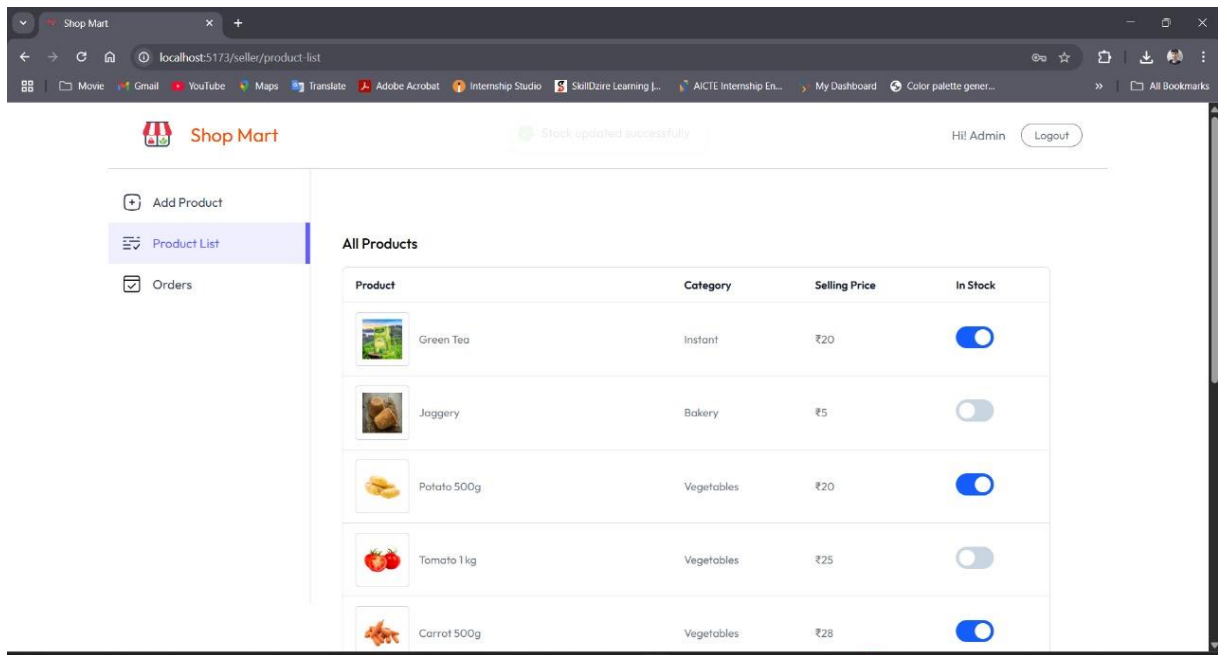 Shop Mart
localhost:5173/seller/product-list
Movie Gmail YouTube Maps Translate Adobe Acrobat Internship Studio SkillDzire Learning |... AICTE Internship En... My Dashboard Color palette gener... » All Bookmarks
Shop Mart Stock updated successfully Hi! Admin Logout
Add Product
Product List
Orders
All Products
Product Category Selling Price In Stock
Green Tea Instant ₹20
Jaggery Bakery ₹5
Potato 500g Vegetables ₹20
Tomato 1 kg Vegetables ₹25
Carrot 500g Vegetables ₹28